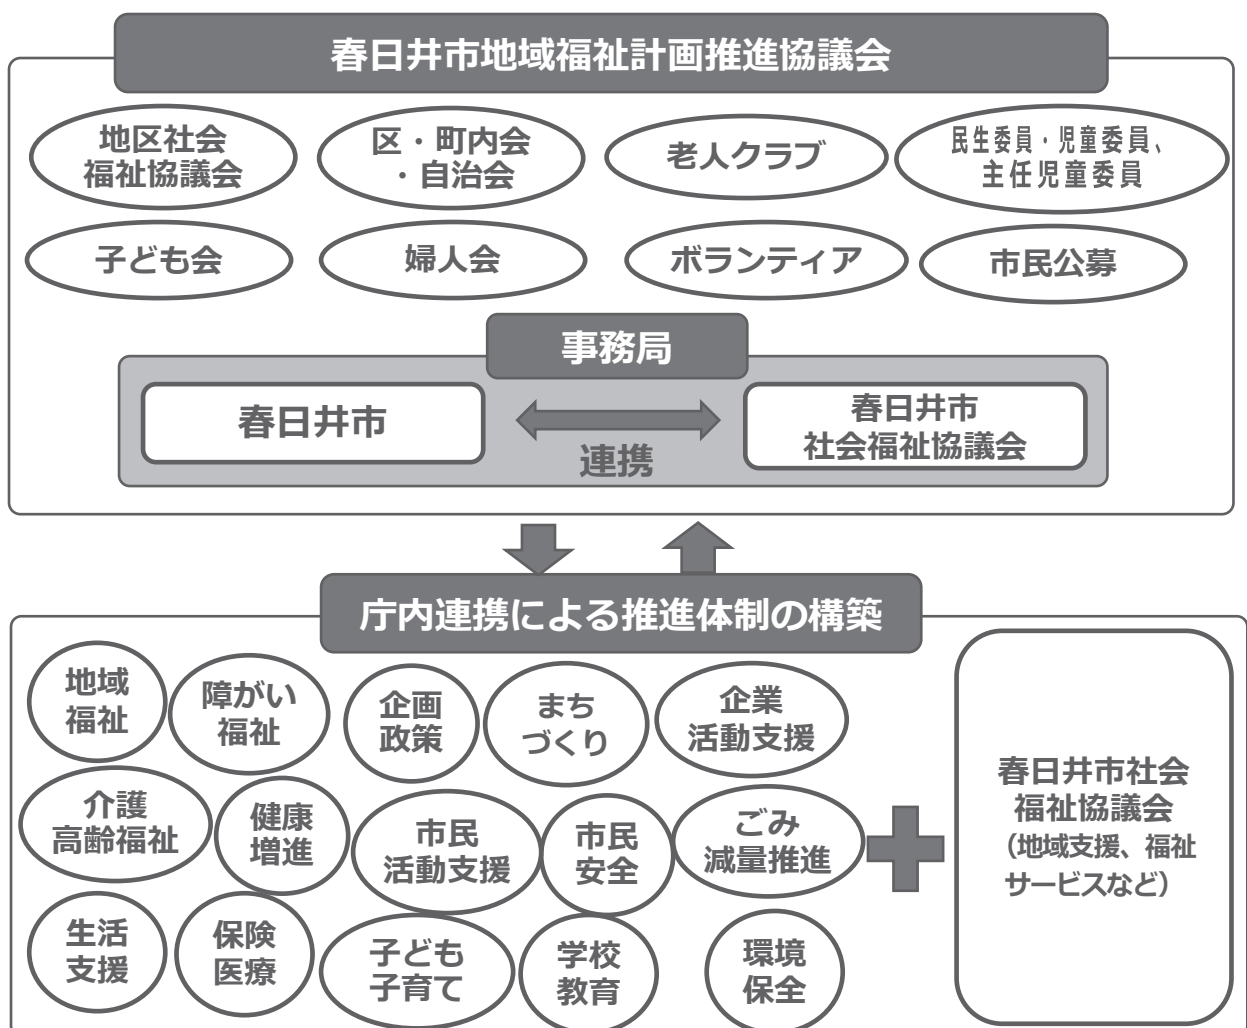 春日井市地域福祉計画推進協議会
地区社会
福祉協議会
区・町内会
・自治会
老人クラブ
民生委員・児童委員、
主任児童委員
子ども会
婦人会
ボランティア
市民公募
事務局
春日井市
連携
春日井市
社会福祉協議会
庁内連携による推進体制の構築
地域
福祉
障がい
福祉
企画
政策
まち
づくり
企業
活動支援
介護
高齢福祉
健康
増進
市民
活動支援
市民
安全
ごみ
減量推進
生活
支援
保険
医療
子ども
子育て
学校
教育
環境
保全
春日井市社会
福祉協議会
（地域支援、福祉
サービスなど）